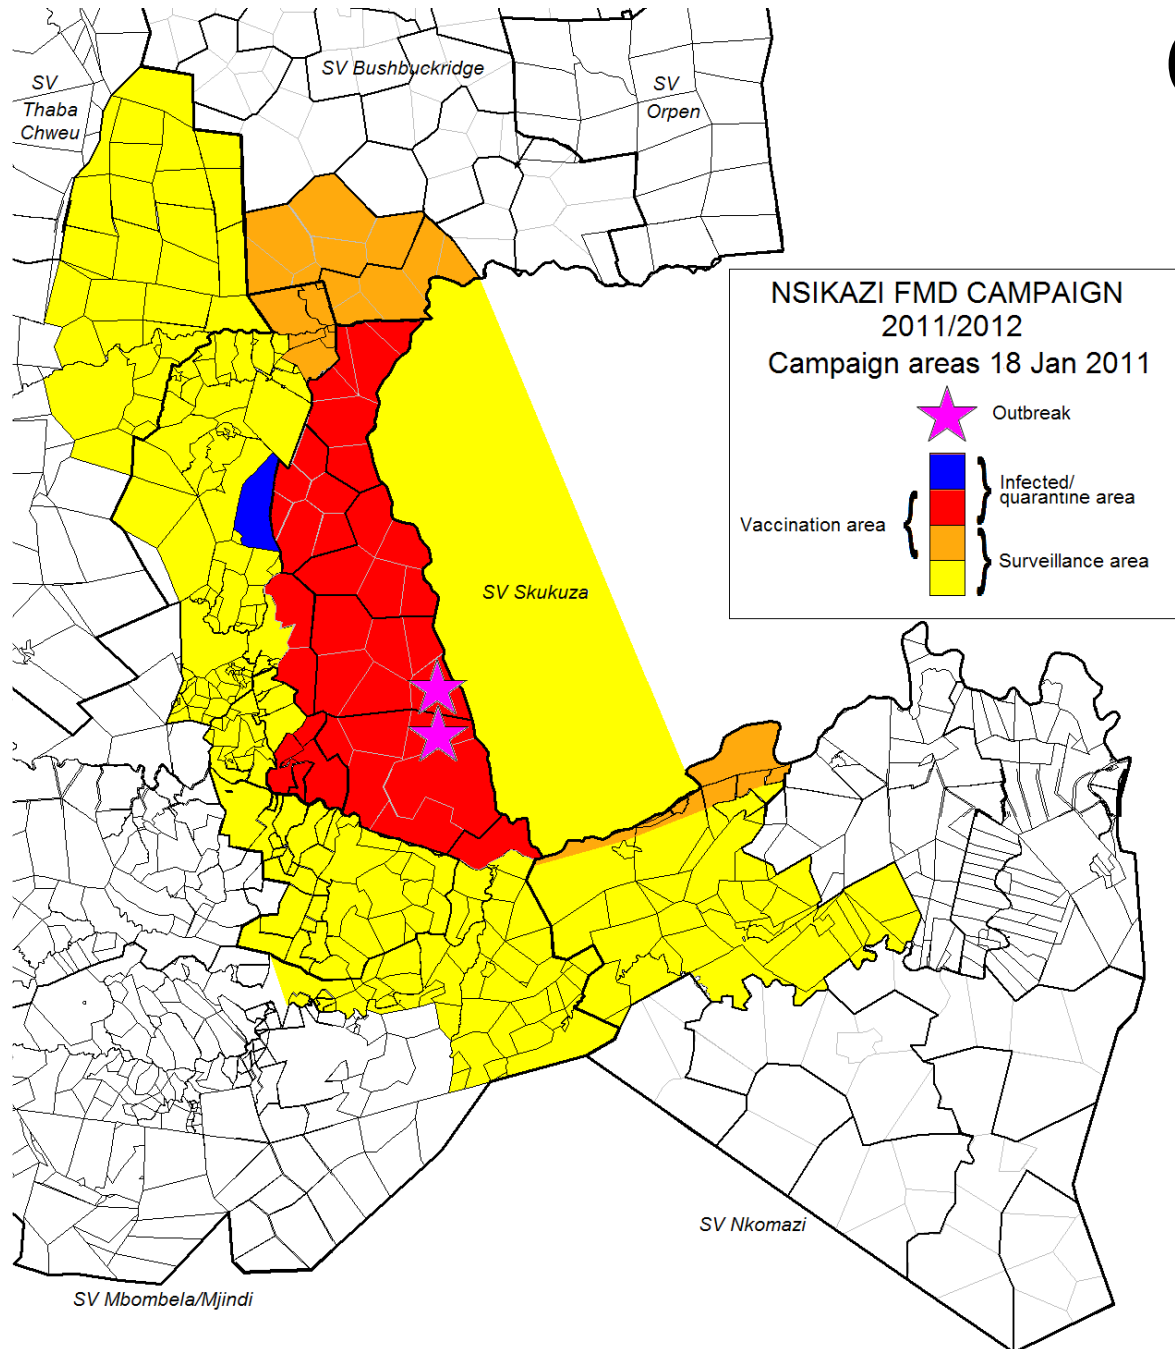 SV
Thaba
Chweu
SV Bushbuckridge
SV
Orpen
NSIKAZI FMD CAMPAIGN
2011/2012
Campaign areas 18 Jan 2011
Outbreak
Infected/
quarantine area
Vaccination area
Surveillance area
SV Skukuza
SV Nkomazi
SV Mbombela/Mjindi